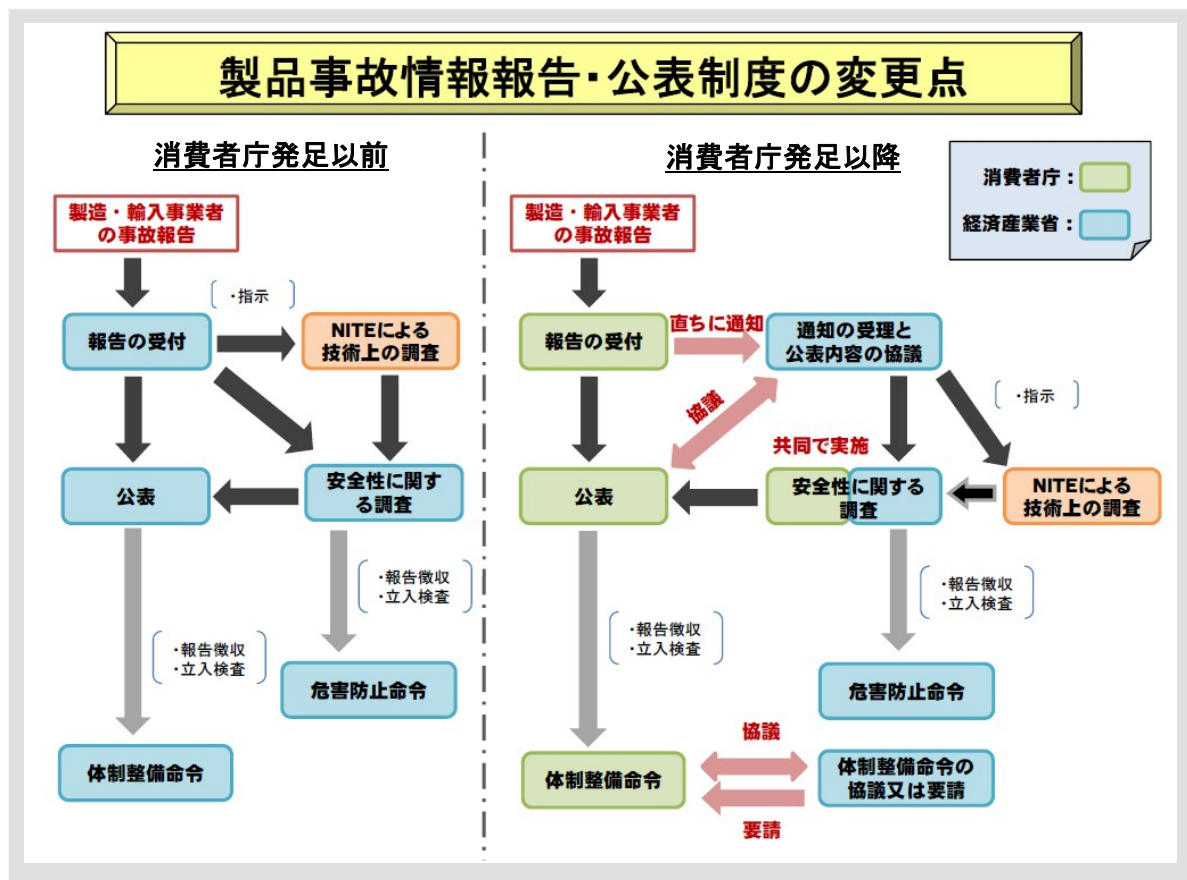 製品事故情報報告・公表制度の変更点
消費者庁発足以前
製造・輸入事業者
の事故報告
・指示
報告の受付
NITEによる
技術上の調査
公表
安全性に関す
る調査
・報告徴収
・立入検査
・報告徴収
・立入検査
危害防止命令
体制整備命令
消費者庁発足以降
消費者庁：
経済産業省：
製造・輸入事業者
の事故報告
報告の受付
直ちに通知
通知の受理と
公表内容の協議
協議
・指示
共同で実施
公表
安全性に関する
調査
NITEによる
技術上の調査
・報告徴収
・立入検査
・報告徴収
・立入検査
危害防止命令
体制整備命令
協議
要請
体制整備命令の
協議又は要請